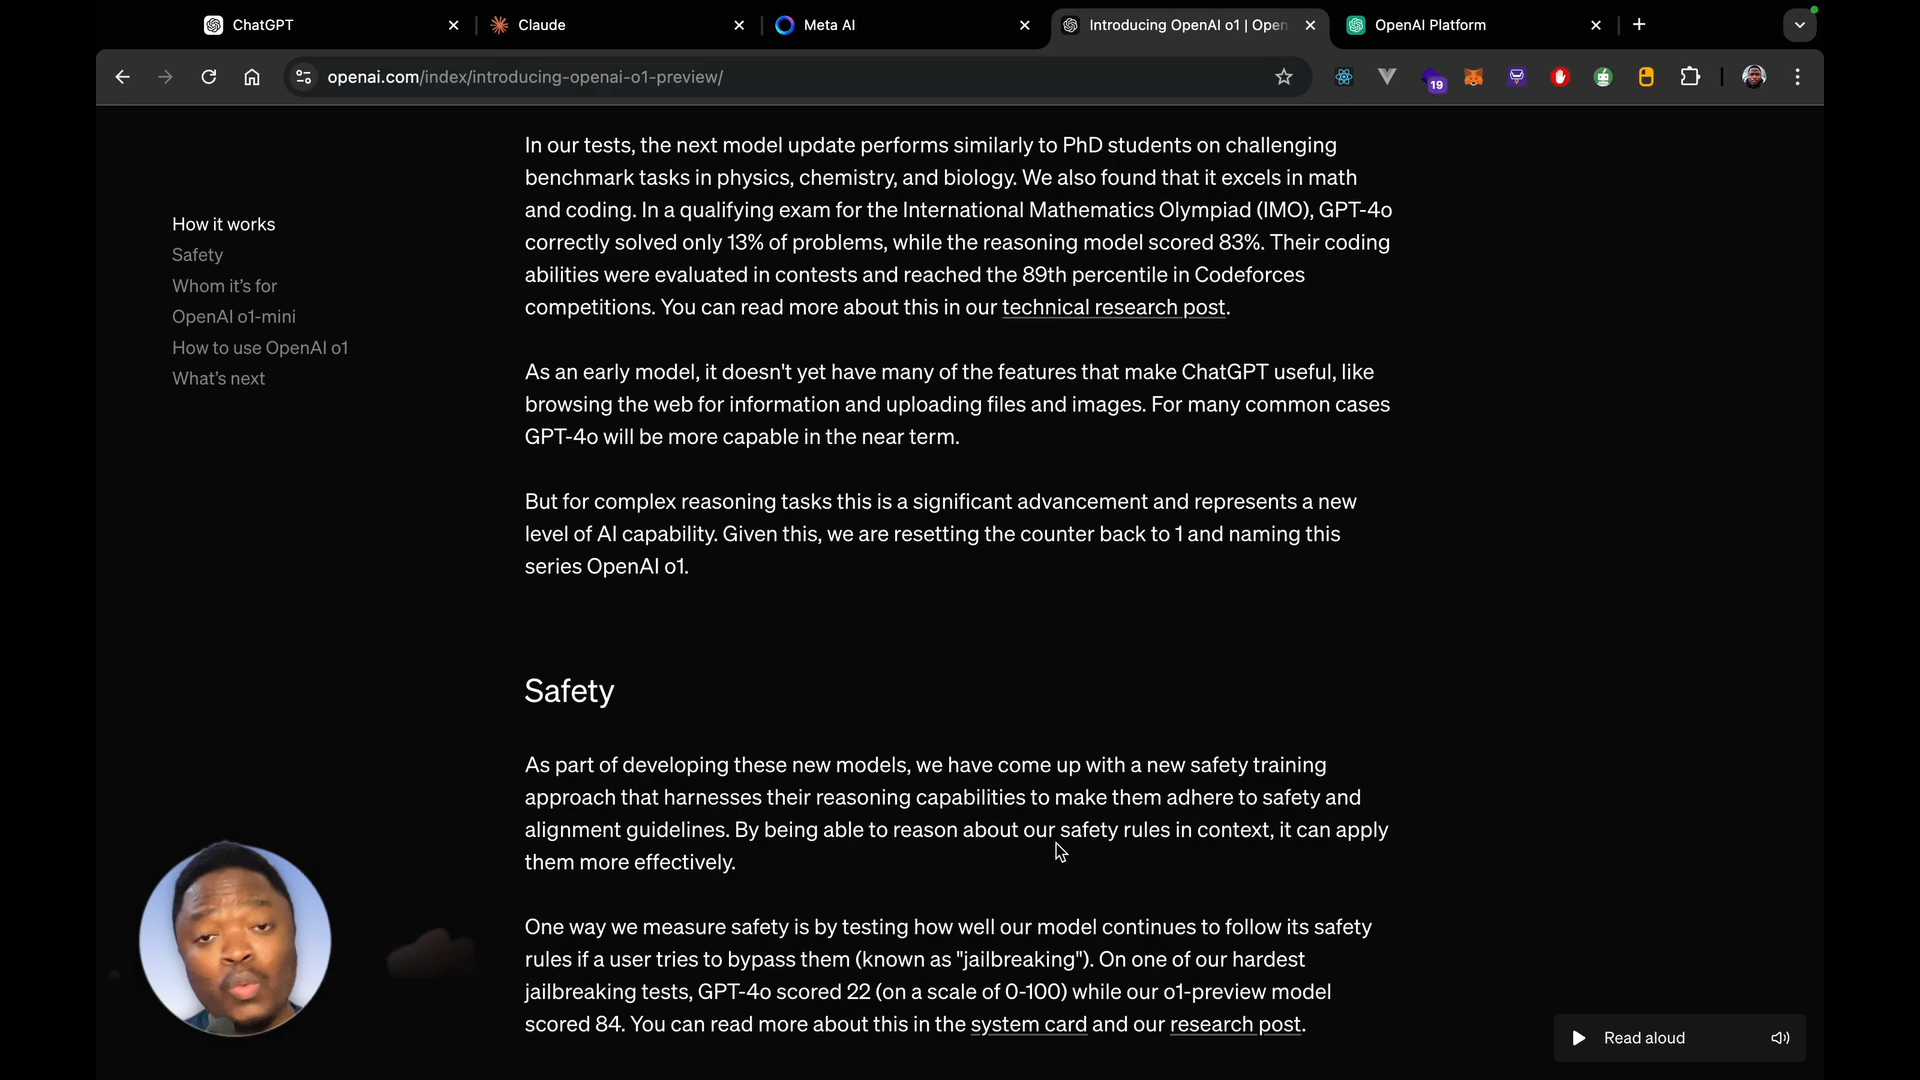 ChatGPT
Claude
Meta AI
Introducing OpenAI o1 | Open
OpenAI Platform
openai.com/index/introducing-openai-o1-preview/
19
How it works
Safety
Whom it’s for
OpenAI o1-mini
How to use OpenAI o1
What’s next
In our tests, the next model update performs similarly to PhD students on challenging
benchmark tasks in physics, chemistry, and biology. We also found that it excels in math
and coding. In a qualifying exam for the International Mathematics Olympiad (IMO), GPT-4o
correctly solved only 13% of problems, while the reasoning model scored 83%. Their coding
abilities were evaluated in contests and reached the 89th percentile in Codeforces
competitions. You can read more about this in our technical research post.
As an early model, it doesn't yet have many of the features that make ChatGPT useful, like
browsing the web for information and uploading files and images. For many common cases
GPT-4o will be more capable in the near term.
But for complex reasoning tasks this is a significant advancement and represents a new
level of AI capability. Given this, we are resetting the counter back to 1 and naming this
series OpenAI o1.
Safety
As part of developing these new models, we have come up with a new safety training
approach that harnesses their reasoning capabilities to make them adhere to safety and
alignment guidelines. By being able to reason about our safety rules in context, it can apply
them more effectively.
One way we measure safety is by testing how well our model continues to follow its safety
rules if a user tries to bypass them (known as "jailbreaking"). On one of our hardest
jailbreaking tests, GPT-4o scored 22 (on a scale of 0-100) while our o1-preview model
scored 84. You can read more about this in the system card and our research post.
Read aloud